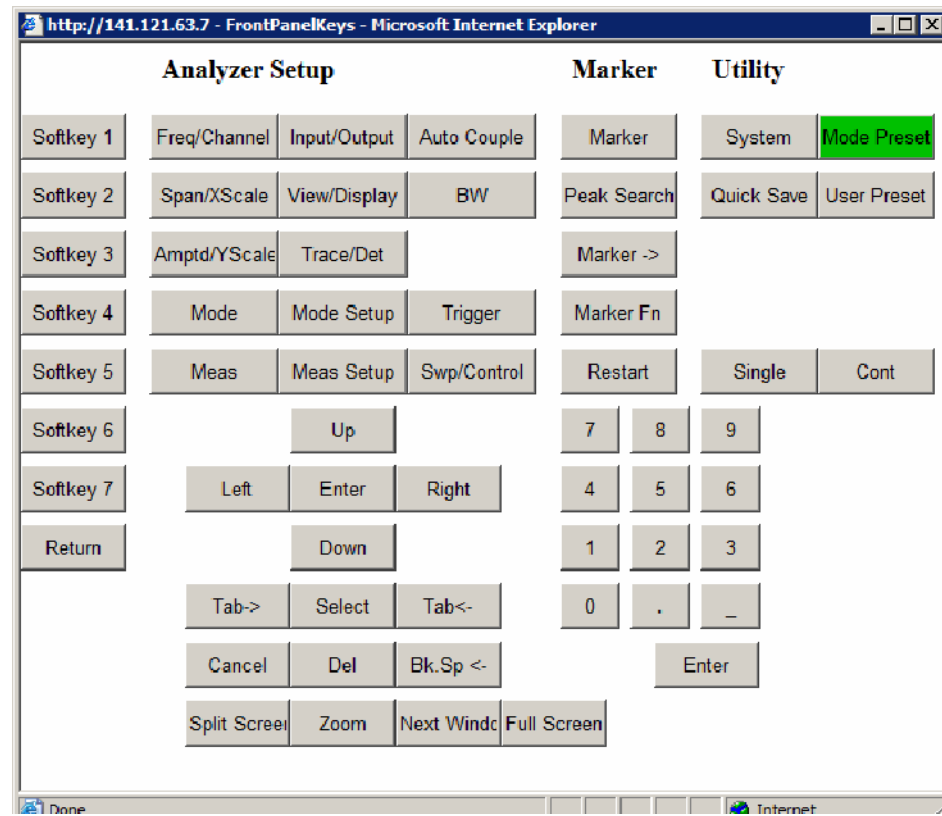 http://141.121.63.7 - FrontPanelKeys - Microsoft Internet Explorer
Analyzer Setup Marker Utility
Softkey 1 Freq/Channel Input/Output Auto Couple Marker System Mode Preset
Softkey 2 Span/XScale View/Display BW Peak Search Quick Save User Preset
Softkey 3 Amptd/YScale Trace/Det Marker ->
Softkey 4 Mode Mode Setup Trigger Marker Fn
Softkey 5 Meas Meas Setup Swp/Control Restart Single Cont
Softkey 6 Up 7 8 9
Softkey 7 Left Enter Right 4 5 6
Return Down 1 2 3
Tab-> Select Tab<- 0 . _
Cancel Del Bk.Sp <- Enter
Split Screen Zoom Next Windo Full Screen
Done Internet